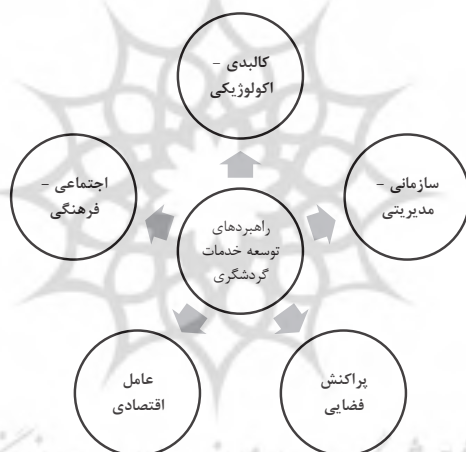 کالبدی –
اکولوژیکی
سازمانی –
مدیریتی
اجتماعی –
فرهنگی
راهبردهای
توسعه خدمات
گردشگری
پراکنش
فضایی
عامل
اقتصادی